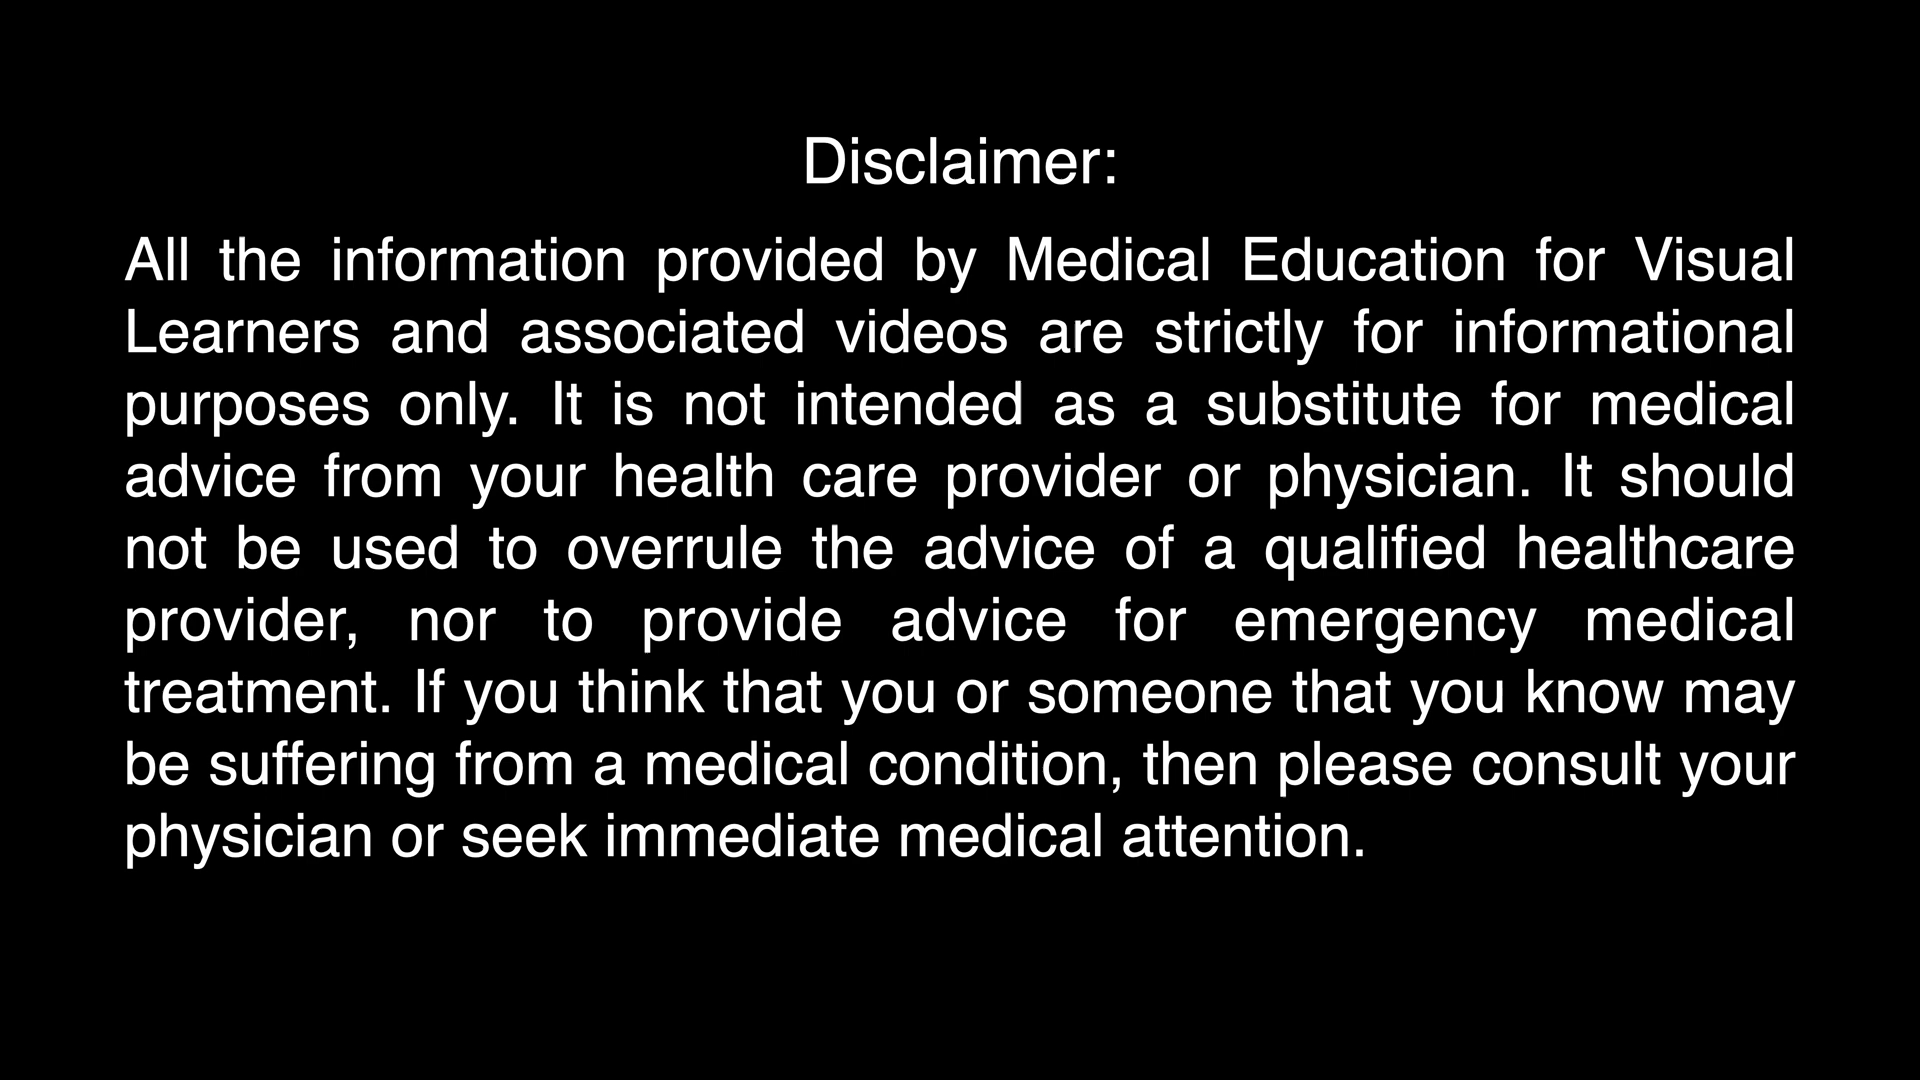 Disclaimer:
All the information provided by Medical Education for Visual
Learners and associated videos are strictly for informational
purposes only. It is not intended as a substitute for medical
advice from your health care provider or physician. It should
not be used to overrule the advice of a qualified healthcare
provider, nor to provide advice for emergency medical
treatment. If you think that you or someone that you know may
be suffering from a medical condition, then please consult your
physician or seek immediate medical attention.